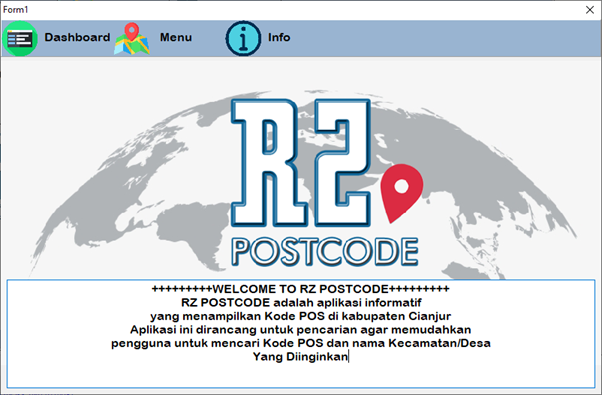 Form1
Dashboard Menu Info
RZ
POSTCODE
+++++++++WELCOME TO RZ POSTCODE+++++++++
RZ POSTCODE adalah aplikasi informatif
yang menampilkan Kode POS di kabupaten Cianjur
Aplikasi ini dirancang untuk pencarian agar memudahkan
pengguna untuk mencari Kode POS dan nama Kecamatan/Desa
Yang Diinginkan